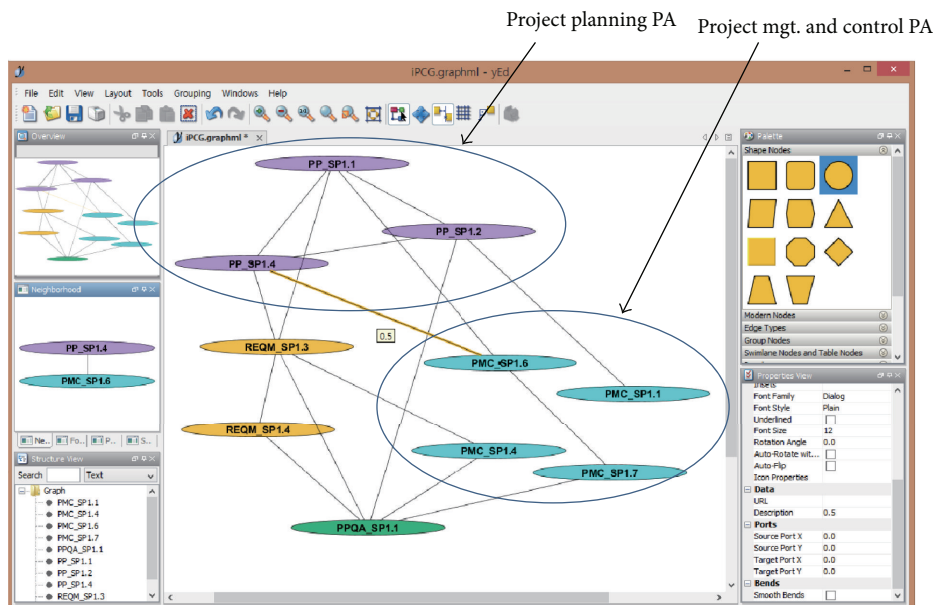 Project planning PA
Project mgt. and control PA
iPCG.graphml - yEd
File Edit View Layout Tools Grouping Windows Help
Overview
iPCG.graphml *
Palette
Shape Nodes
PP_SP1.1
PP_SP1.2
PP_SP1.4
Neighborhood
PP_SP1.4
PMC_SP1.6
0.5
REQM_SP1.3
PMC_SP1.6
PMC_SP1.1
REQM_SP1.4
PMC_SP1.4
PMC_SP1.7
PPQA_SP1.1
Modern Nodes
Edge Types
Group Nodes
Swimlane Nodes and Table Nodes
Properties View
Insets
Font Family Dialog
Font Style Plain
Underlined
Font Size 12
Rotation Angle 0.0
Auto-Rotate wit...
Auto-Flip
Icon Properties
Data
URL
Description 0.5
Ports
Source Port X 0.0
Source Port Y 0.0
Target Port X 0.0
Target Port Y 0.0
Bends
Smooth Bends
Ne... Fo... P... S...
Structure View
Search Text
Graph
PMC_SP1.1
PMC_SP1.4
PMC_SP1.6
PMC_SP1.7
PPQA_SP1.1
PP_SP1.1
PP_SP1.2
PP_SP1.4
REQM_SP1.3